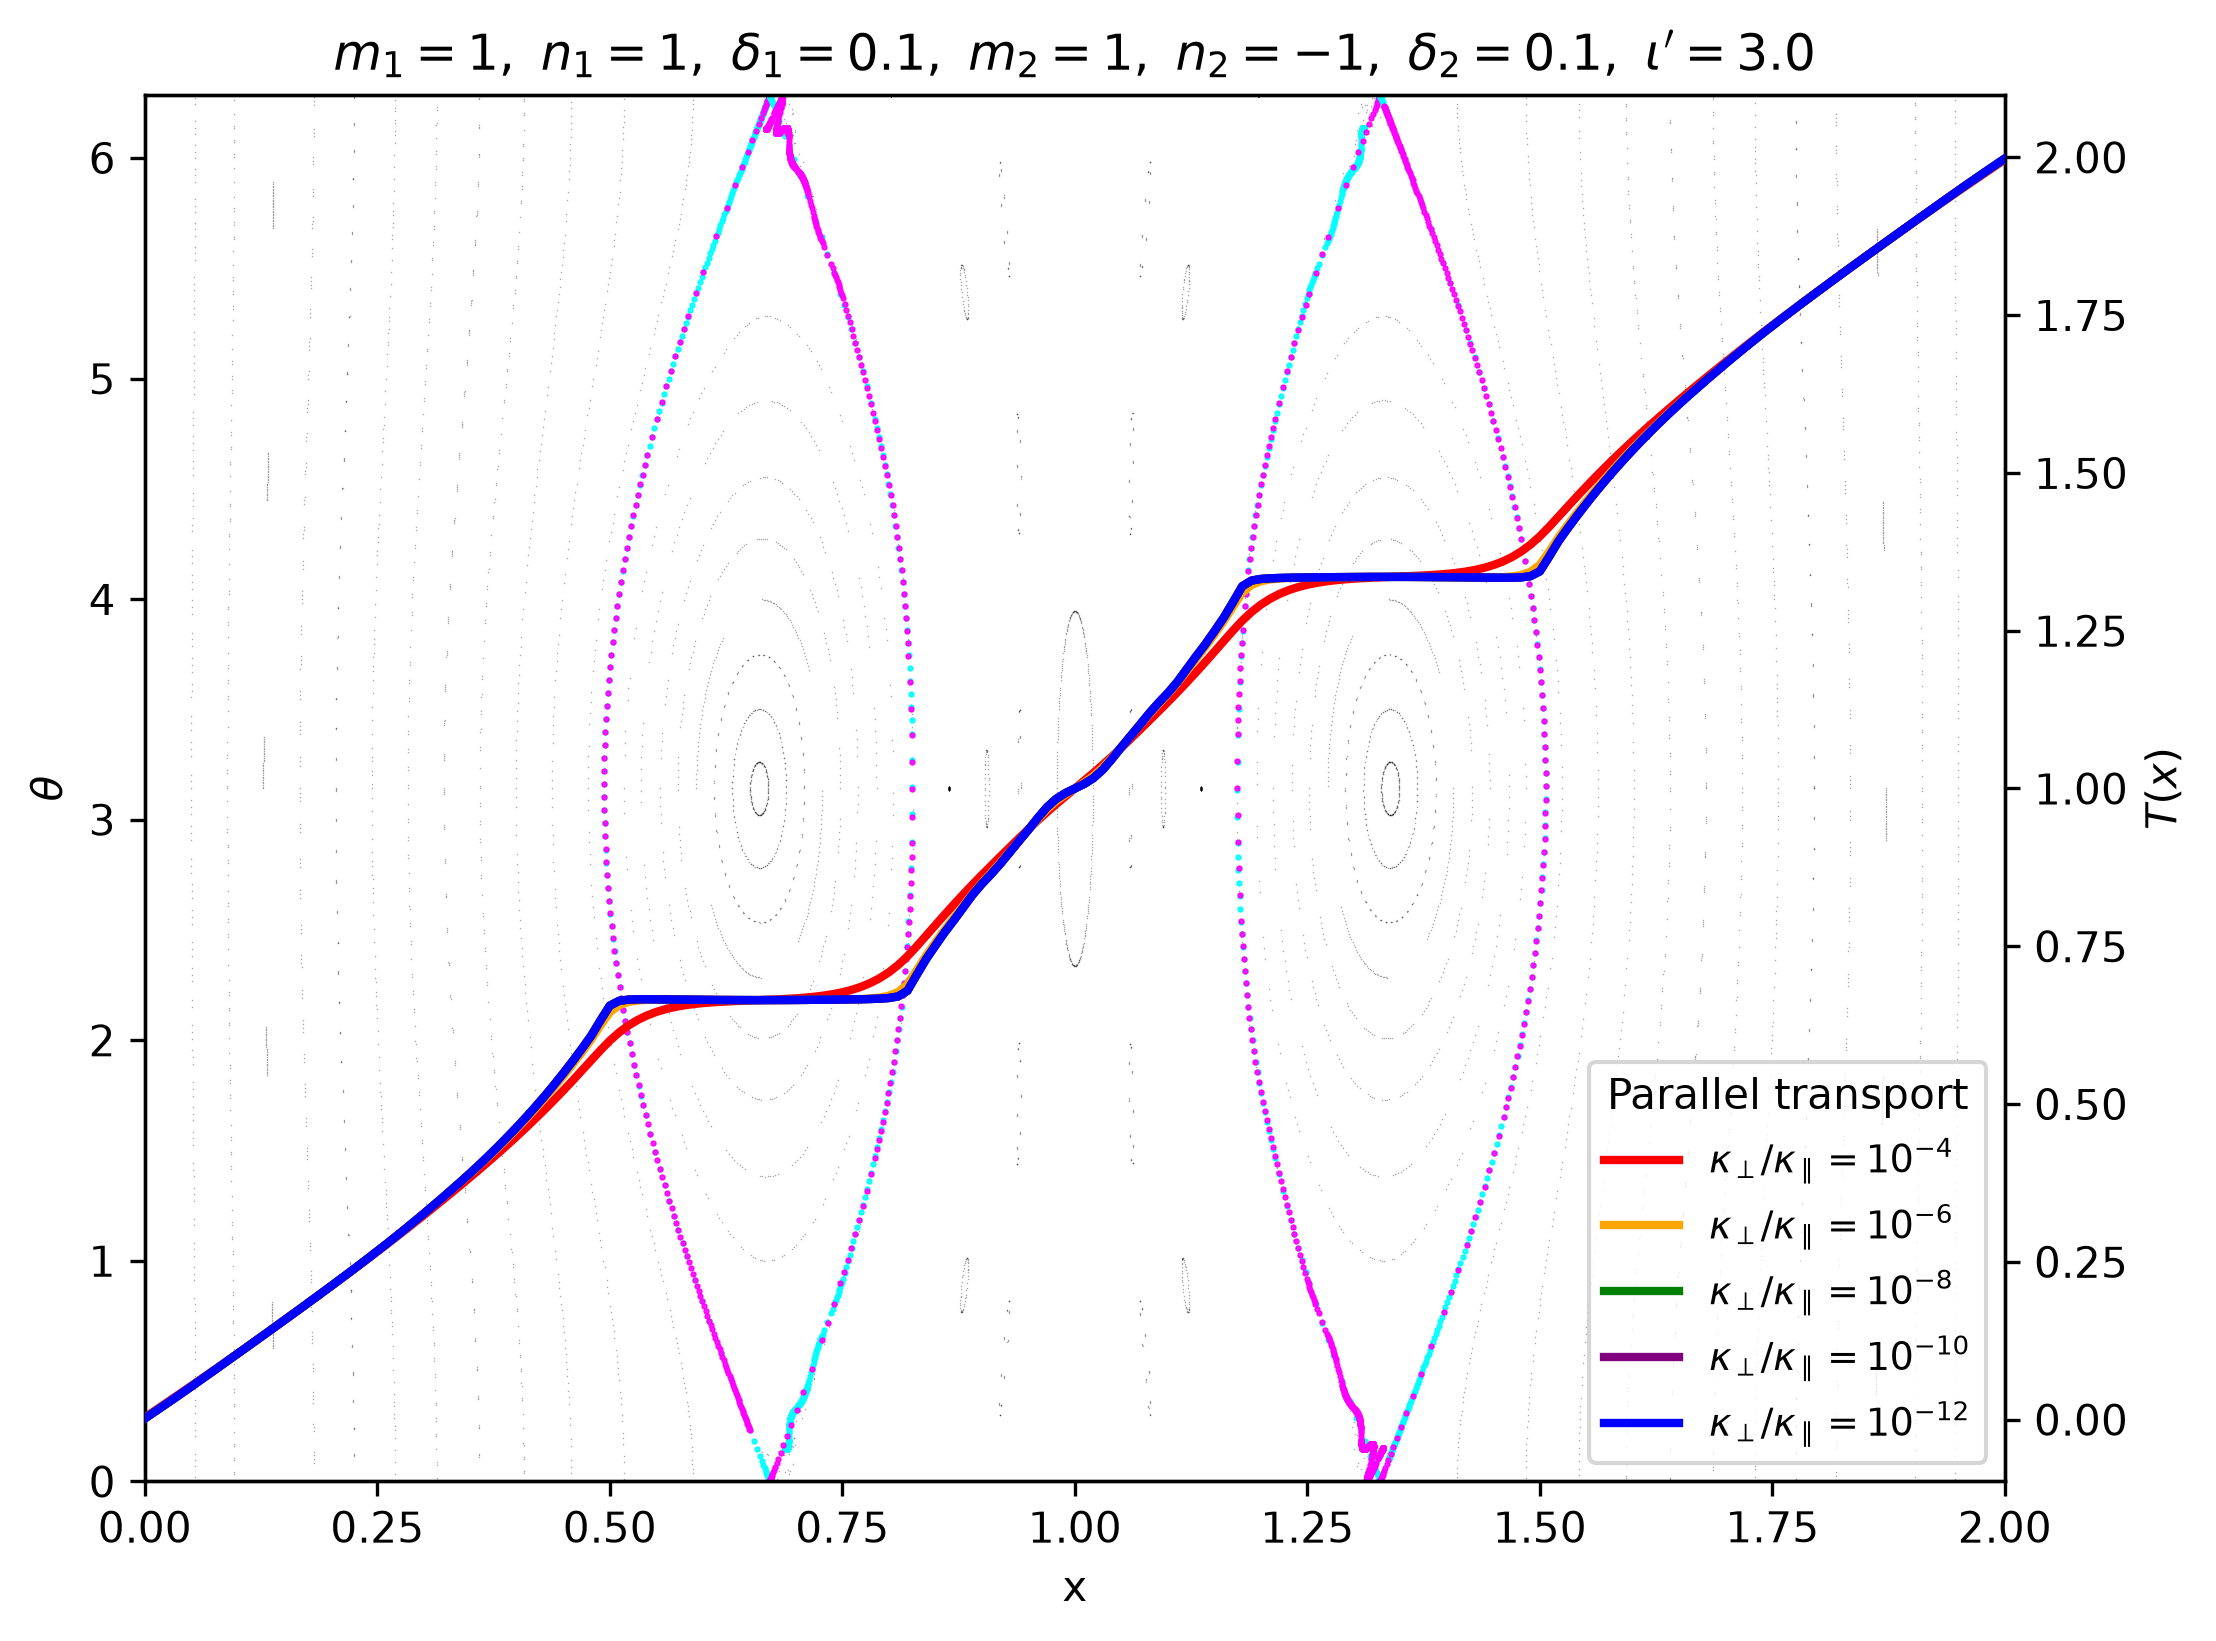 m₁ = 1, n₁ = 1, δ₁ = 0.1, m₂ = 1, n₂ = −1, δ₂ = 0.1, ι′ = 3.0
6
5
4
3
2
1
0
θ
0.00 0.25 0.50 0.75 1.00 1.25 1.50 1.75 2.00
x
2.00
1.75
1.50
1.25
1.00
0.75
0.50
0.25
0.00
T(x)
Parallel transport
κ⊥/κ∥ = 10⁻⁴
κ⊥/κ∥ = 10⁻⁶
κ⊥/κ∥ = 10⁻⁸
κ⊥/κ∥ = 10⁻¹⁰
κ⊥/κ∥ = 10⁻¹²